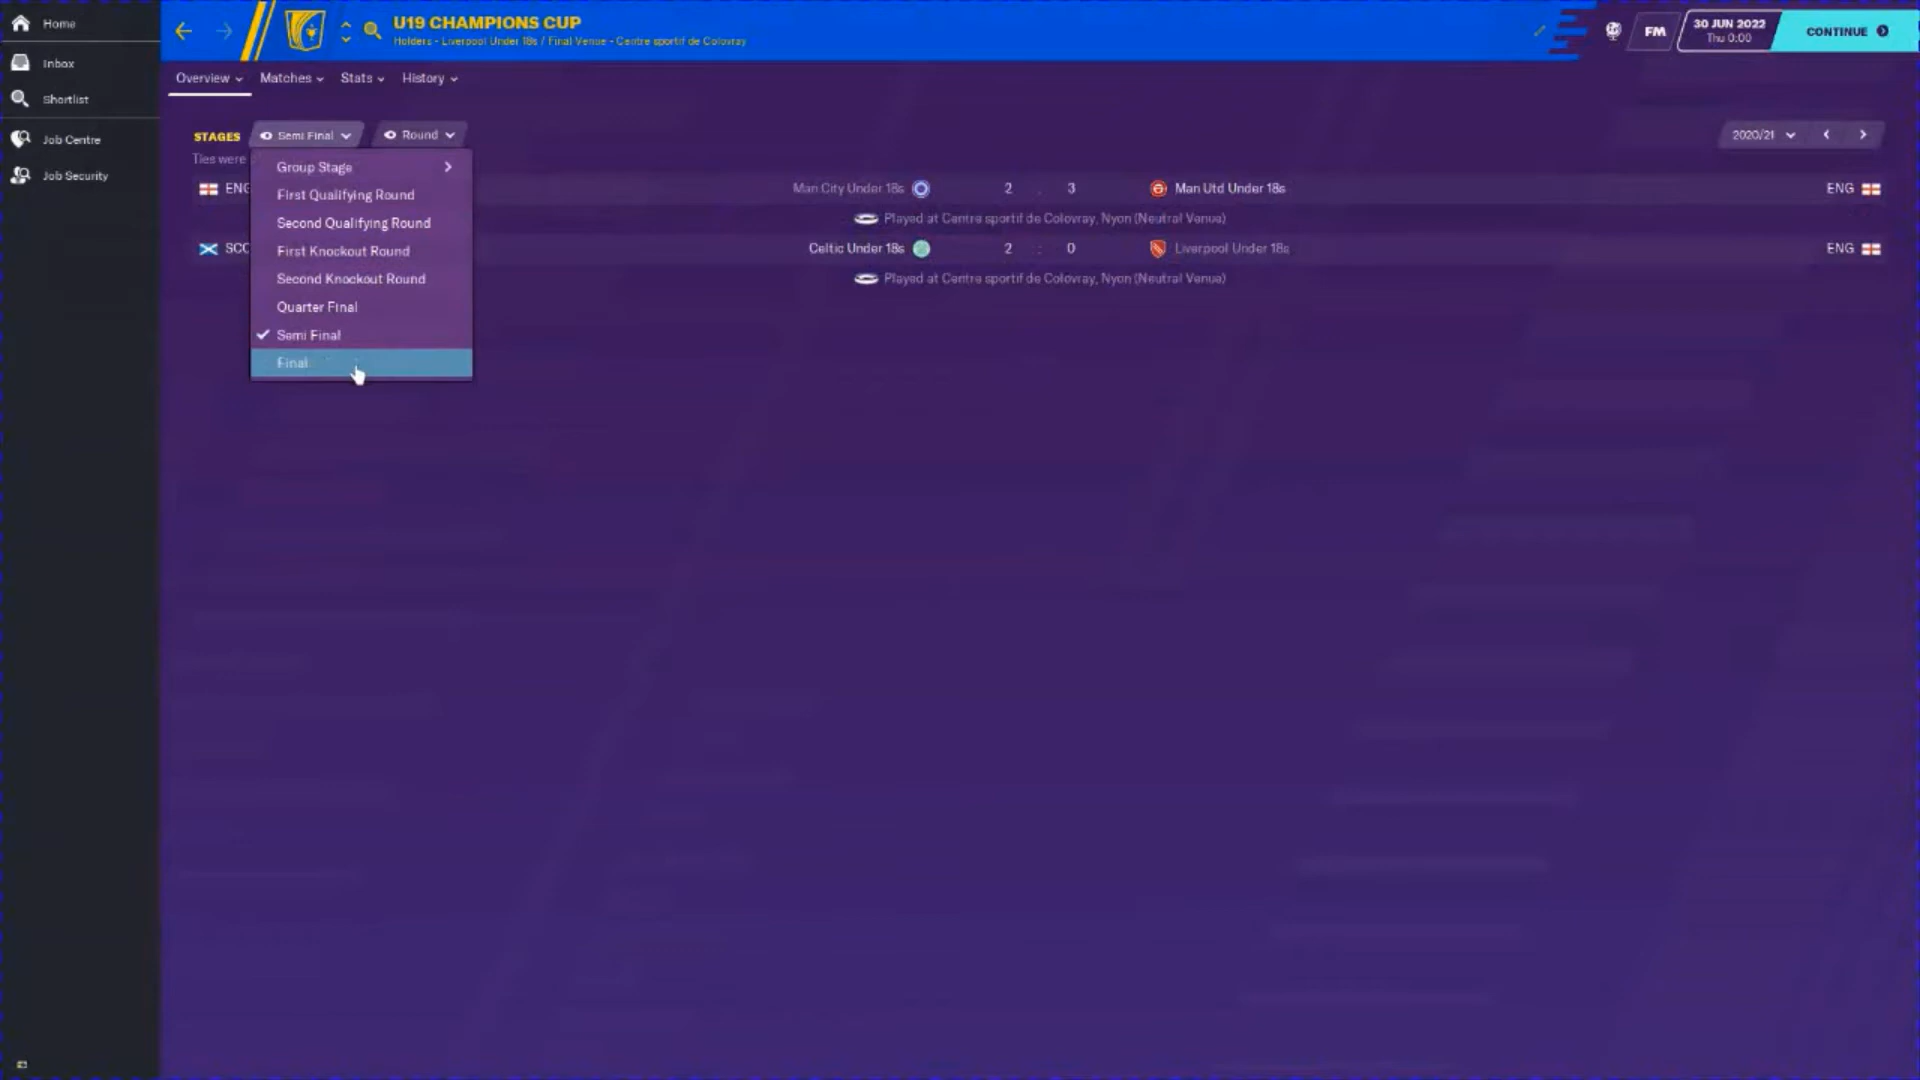 Home
Inbox
Shortlist
Job Centre
Job Security
U19 CHAMPIONS CUP
Holders - Liverpool Under 18s / Final Venue - Centre sportif de Colovray
FM
30 JUN 2022
Thu 0:00
CONTINUE
Overview Matches Stats History
STAGES Semi Final Round 2020/21
Ties were
Group Stage
First Qualifying Round
Second Qualifying Round
First Knockout Round
Second Knockout Round
Quarter Final
Semi Final
Final
ENG Man City Under 18s 2 3 Man Utd Under 18s ENG
Played at Centre sportif de Colovray, Nyon (Neutral Venue)
SCO Celtic Under 18s 2 : 0 Liverpool Under 18s ENG
Played at Centre sportif de Colovray, Nyon (Neutral Venue)